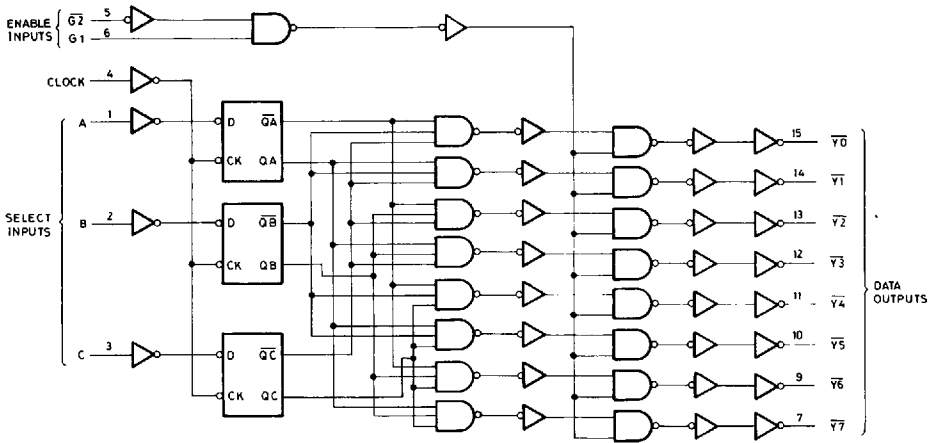 ENABLE INPUTS
G2 5
G1 6
CLOCK 4
A 1
D QA
CK QA
SELECT INPUTS
B 2
D QB
CK QB
C 3
D QC
CK QC
15 Y0
14 Y1
13 Y2
12 Y3
11 Y4
10 Y5
9 Y6
7 Y7
DATA OUTPUTS